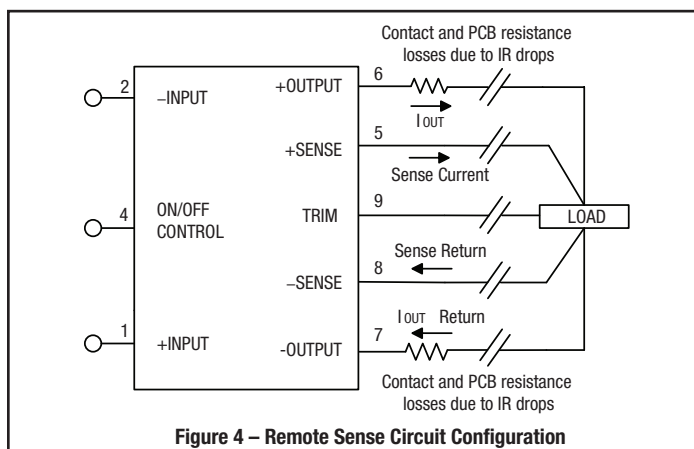 Contact and PCB resistance
losses due to IR drops
2
–INPUT
+OUTPUT
6
IOUT
5
+SENSE
Sense Current
4
ON/OFF
CONTROL
TRIM
9
LOAD
Sense Return
8
–SENSE
IOUT Return
1
+INPUT
-OUTPUT
7
Contact and PCB resistance
losses due to IR drops
Figure 4 – Remote Sense Circuit Configuration